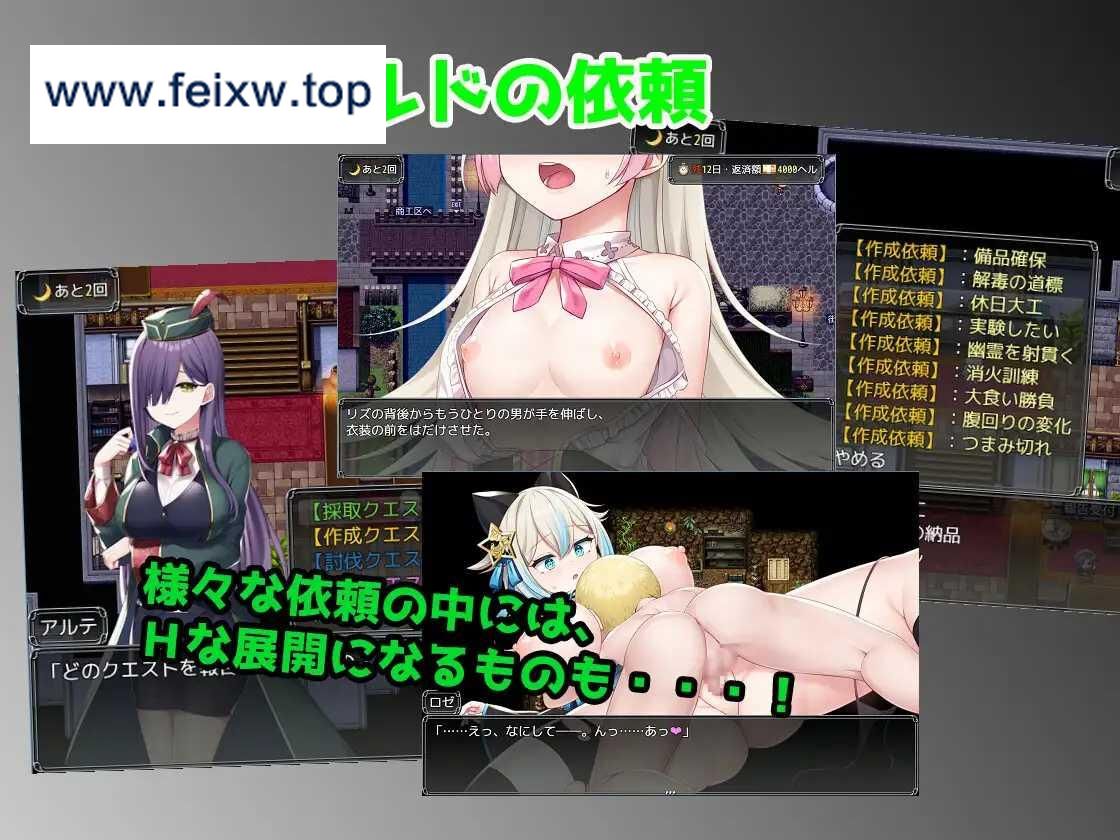 www.feixw.top
ルドの依頼
あと2回
あと2回
12日・返済額 4000ヘル
商工区へ
リズの背後からもうひとりの男が手を伸ばし、
衣装の前をはだけさせた。
あと2回
【作成依頼】：備品確保
【作成依頼】：解毒の道標
【作成依頼】：休日大工
【作成依頼】：実験したい
【作成依頼】：幽霊を射貫く
【作成依頼】：消火訓練
【作成依頼】：大食い勝負
【作成依頼】：腹回りの変化
【作成依頼】：つまみ切れ
やめる
の納品
【採取クエス
【作成クエス
【討伐クエス
様々な依頼の中には、
Hな展開になるものも・・・！
アルテ
「どのクエストを報告
ロゼ
「……えっ、なにして――。んっ……あっ❤」